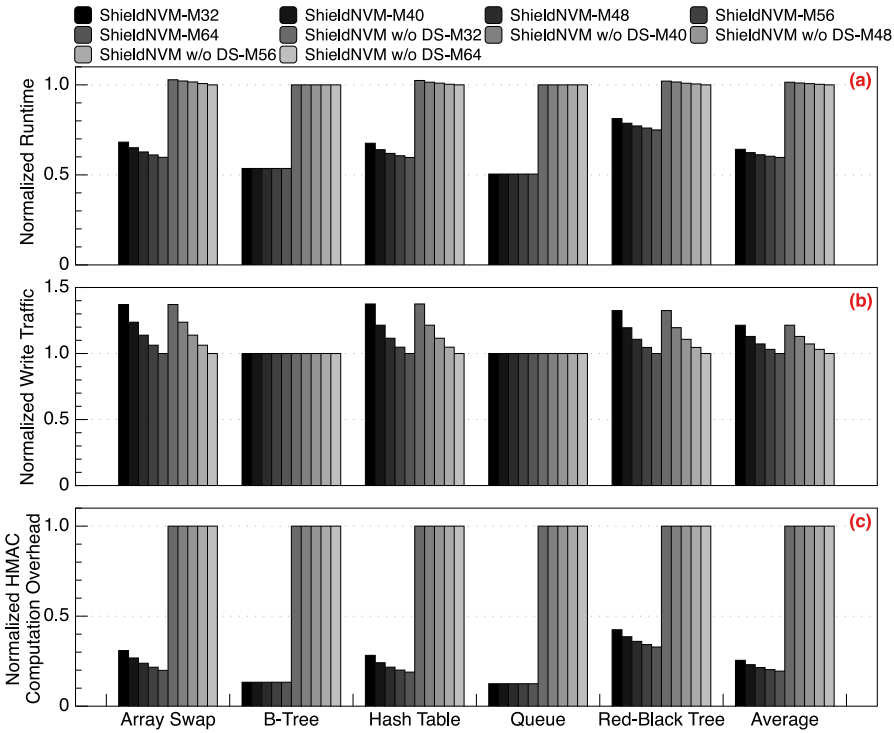 ShieldNVM-M32 ShieldNVM-M40 ShieldNVM-M48 ShieldNVM-M56
ShieldNVM-M64 ShieldNVM w/o DS-M32 ShieldNVM w/o DS-M40 ShieldNVM w/o DS-M48
ShieldNVM w/o DS-M56 ShieldNVM w/o DS-M64
Normalized Runtime
1.0
0.5
0
(a)
Normalized Write Traffic
1.5
1.0
0.5
0
(b)
Normalized HMAC
Computation Overhead
1.0
0.5
0
(c)
Array Swap B-Tree Hash Table Queue Red-Black Tree Average